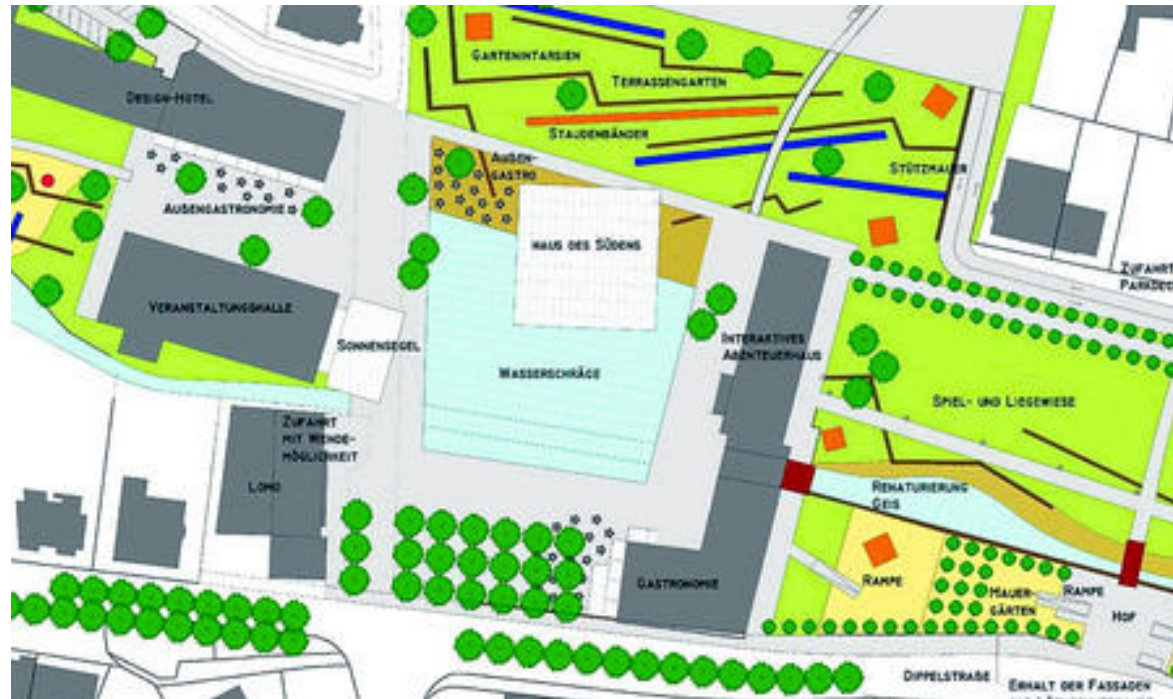 GARTENINTARSIEN
TERRASSENGARTEN
DESIGN-HOTEL
STAUDENBÄNDER
AUßEN-
GASTRO
STÜTZMAUER
AUßENGASTRONOMIE
HAUS DES SÜDENS
ZUFAHRT
PARKDEC
VERANSTALTUNGSHALLE
SONNENSEGEL
INTERAKTIVES
ABENTEUERHAUS
WASSERSCHRÄGE
SPIEL- UND LIEGEWIESE
ZUFAHRT
MIT WENDE-
MÖGLICHKEIT
LOMO
RENATURIERUNG
GEIS
GASTRONOMIE
RAMPE
MAUER-
GÄRTEN
RAMPE
HOF
DIPPELSTRAßE
ERHALT DER FASSADEN